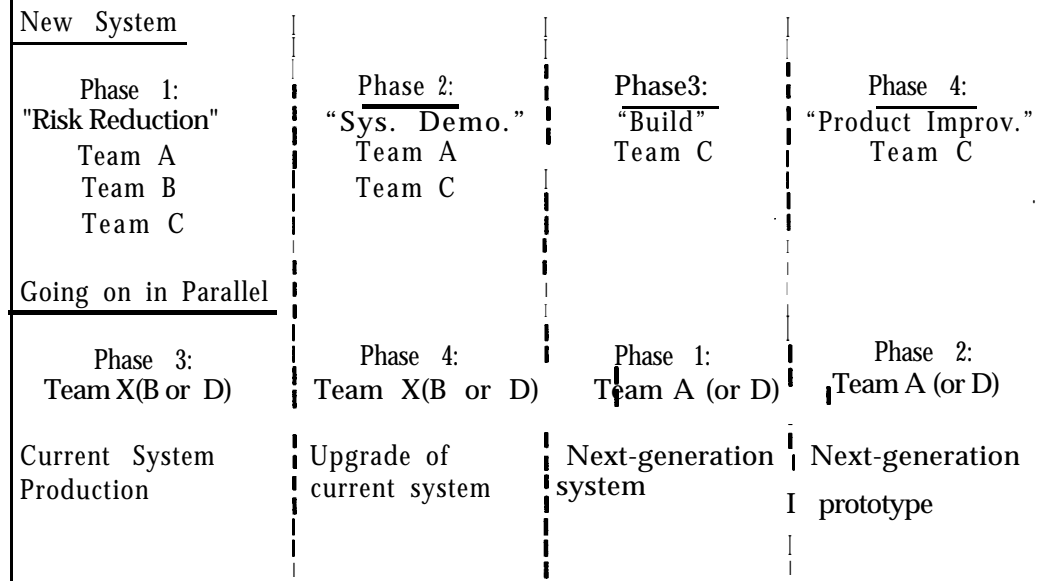 New System
Phase 1:
"Risk Reduction"
Team A
Team B
Team C
Phase 2:
“Sys. Demo.”
Team A
Team C
Phase3:
“Build”
Team C
Phase 4:
“Product Improv.”
Team C
Going on in Parallel
Phase 3:
Team X(B or D)
Phase 4:
Team X(B or D)
Phase 1:
Team A (or D)
Phase 2:
Team A (or D)
Current System
Production
Upgrade of
current system
Next-generation
system
Next-generation
prototype